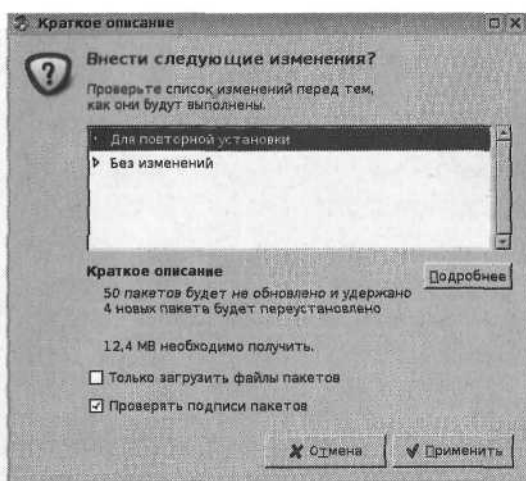 Краткое описание
Внести следующие изменения?
Проверьте список изменений перед тем,
как они будут выполнены.
Для повторной установки
Без изменений
Краткое описание
Подробнее
50 пакетов будет не обновлено и удержано
4 новых пакета будет переустановлено
12,4 MB необходимо получить.
Только загрузить файлы пакетов
Проверять подписи пакетов
Отмена
Применить